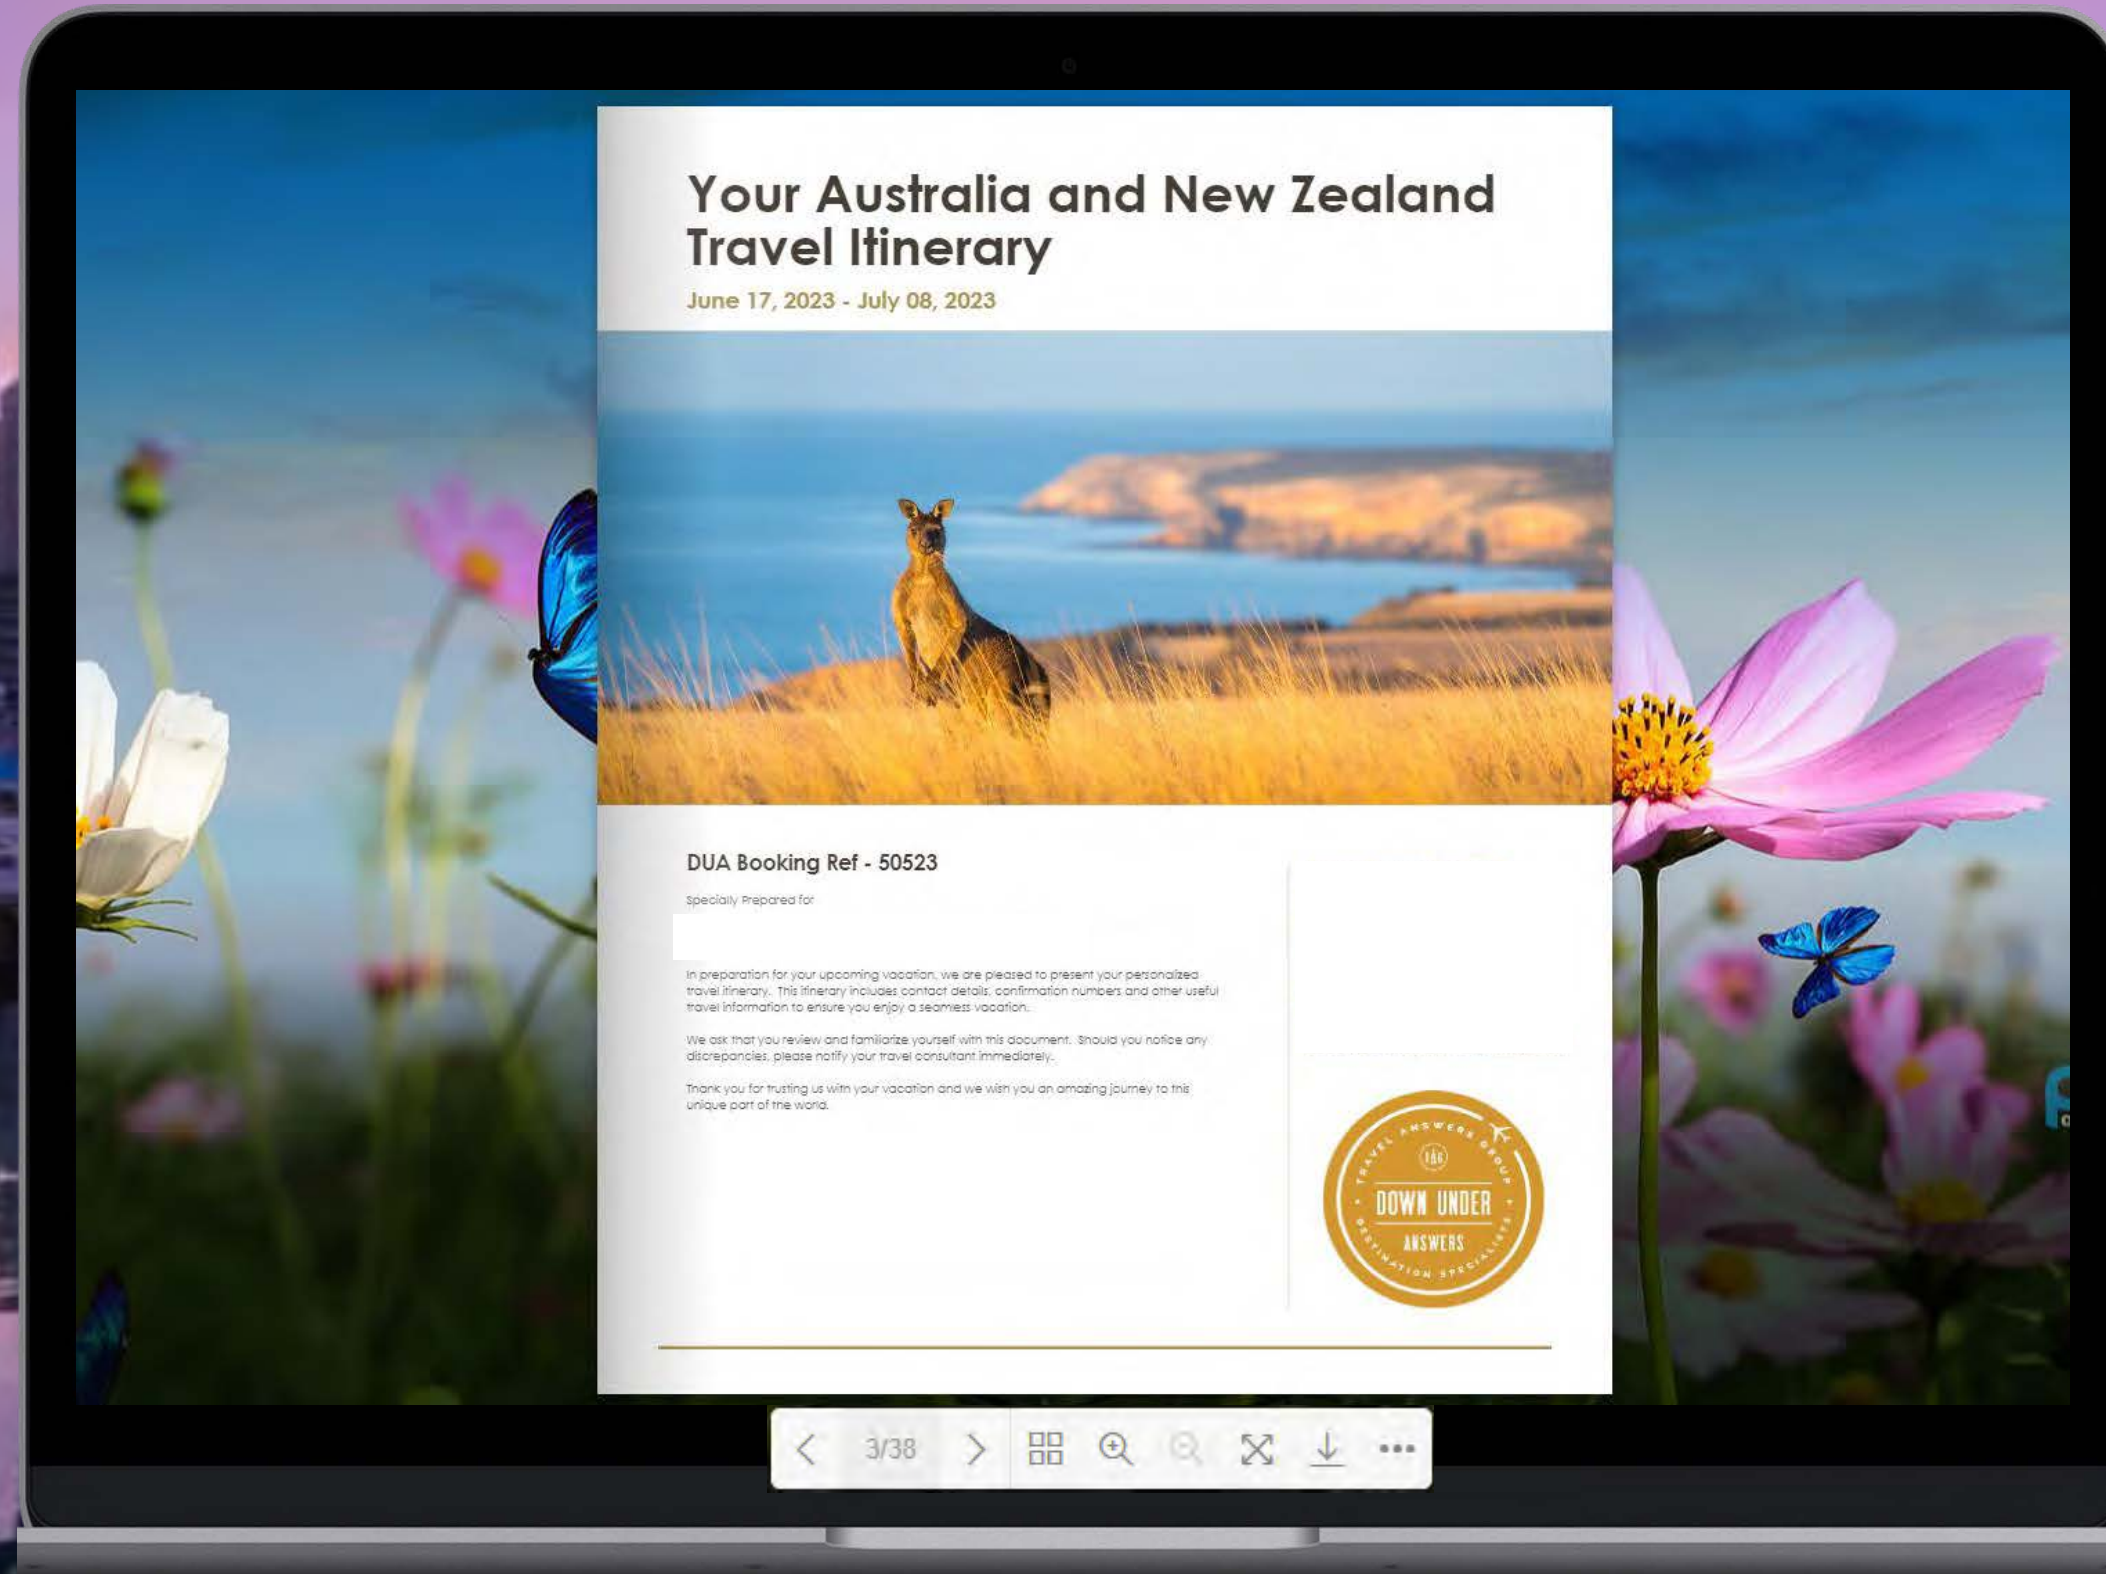 Your Australia and New Zealand
Travel Itinerary
June 17, 2023 - July 08, 2023
DUA Booking Ref - 50523
Specially Prepared for
In preparation for your upcoming vacation, we are pleased to present your personalized
travel itinerary. This itinerary includes contact details, confirmation numbers and other useful
travel information to ensure you enjoy a seamless vacation.
We ask that you review and familiarize yourself with this document. Should you notice any
discrepancies, please notify your travel consultant immediately.
Thank you for trusting us with your vacation and we wish you an amazing journey to this
unique part of the world.
TRAVEL ANSWERS GROUP
TAG
DOWN UNDER
ANSWERS
DESTINATION SPECIALISTS
3/38